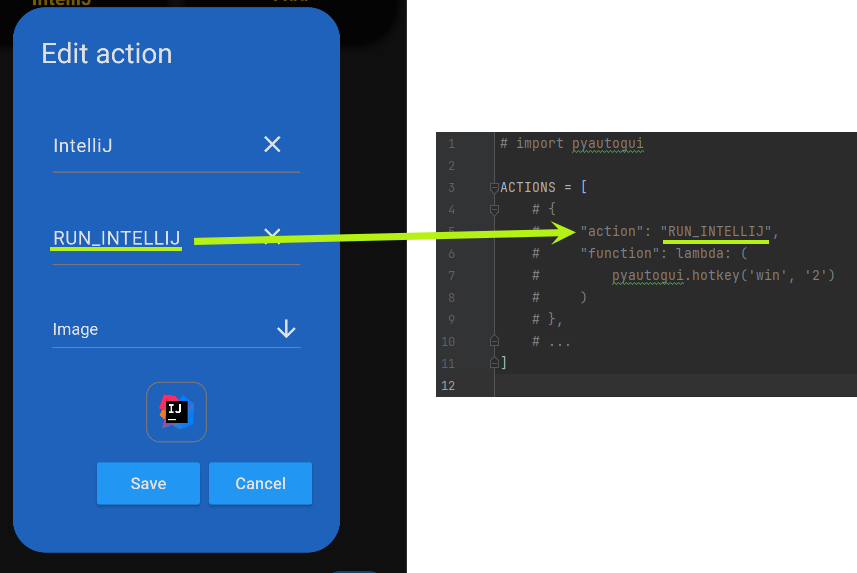 IntelliJ
Edit action
IntelliJ
RUN_INTELLIJ
Image
IJ
Save
Cancel
1 # import pyautogui
2
3 ACTIONS = [
4 # {
5 # "action": "RUN_INTELLIJ",
6 # "function": lambda: (
7 # pyautogui.hotkey('win', '2')
8 # )
9 # },
10 # ...
11 ]
12